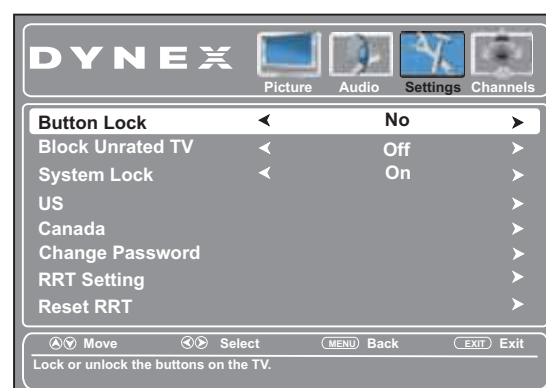 DYNEX
Picture Audio Settings Channels
Button Lock No
Block Unrated TV Off
System Lock On
US
Canada
Change Password
RRT Setting
Reset RRT
Move Select MENU Back EXIT Exit
Lock or unlock the buttons on the TV.